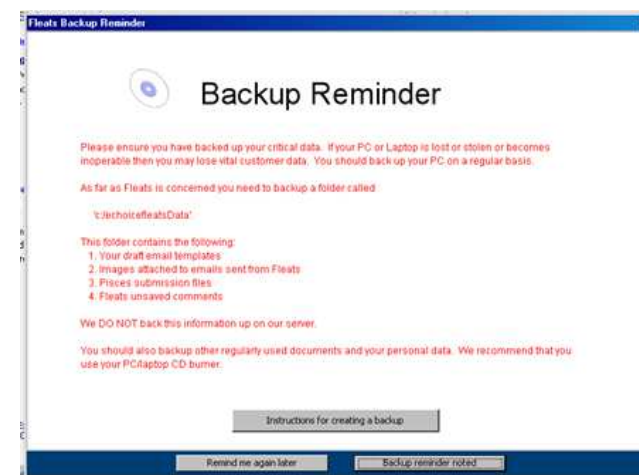 Fleats Backup Reminder
Backup Reminder
Please ensure you have backed up your critical data. If your PC or Laptop is lost or stolen or becomes
inoperable then you may lose vital customer data. You should back up your PC on a regular basis.
As far as Fleats is concerned you need to backup a folder called
This folder contains the following:
1. Your draft email templates
2. Images attached to emails sent from Fleats
3. Pisces submission files
4. Fleats unsaved comments
We DO NOT back this information up on our server.
You should also backup other regularly used documents and your personal data. We recommend that you
use your PC/laptop CD burner.
Instructions for creating a backup
Remind me again later
Backup reminder noted